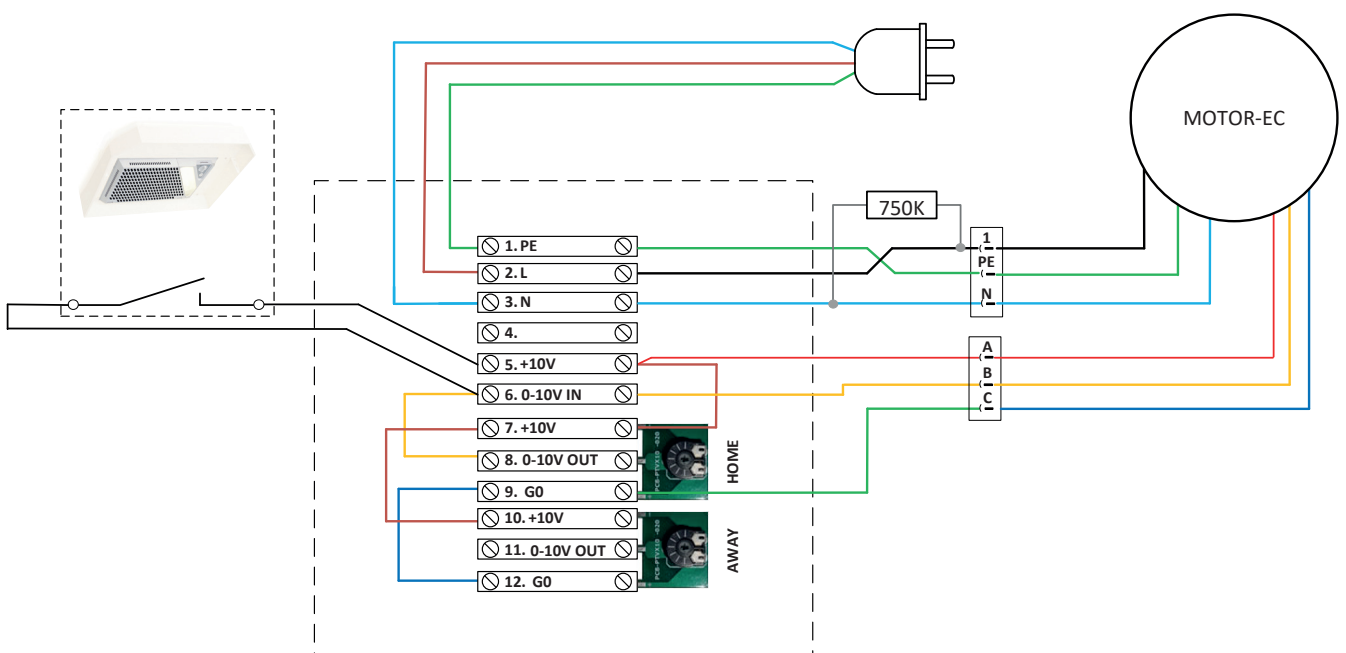 MOTOR-EC
750K
1. PE
2. L
3. N
4.
5. +10V
6. 0-10V IN
7. +10V
8. 0-10V OUT
9. G0
10. +10V
11. 0-10V OUT
12. G0
1
PE
N
A
B
C
HOME
AWAY